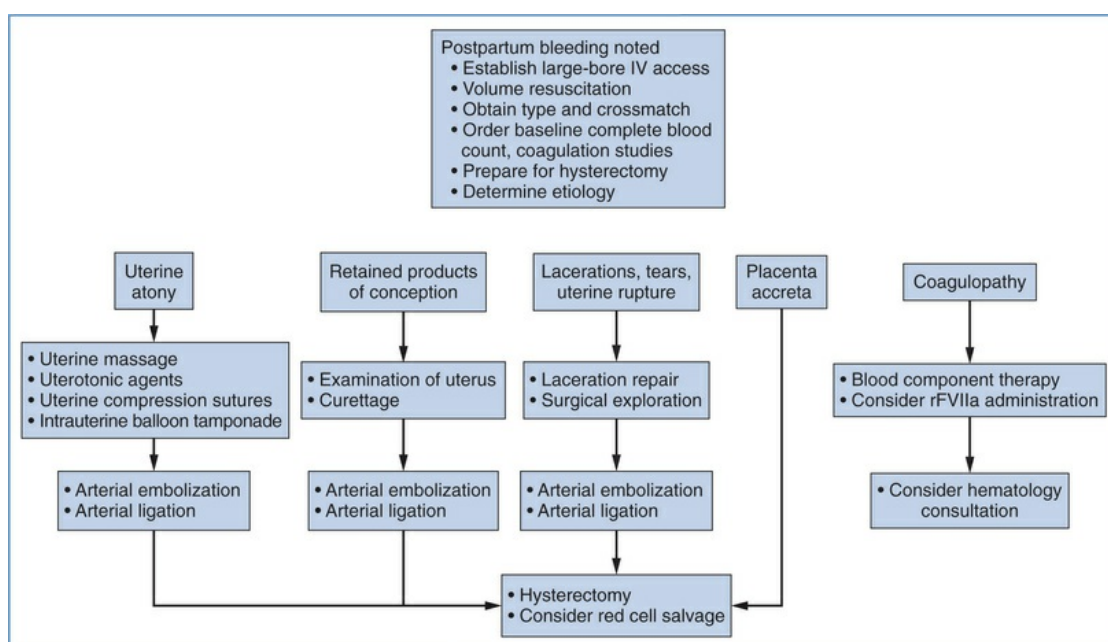 Postpartum bleeding noted
• Establish large-bore IV access
• Volume resuscitation
• Obtain type and crossmatch
• Order baseline complete blood
count, coagulation studies
• Prepare for hysterectomy
• Determine etiology
Uterine
atony
Retained products
of conception
Lacerations, tears,
uterine rupture
Placenta
accreta
Coagulopathy
• Uterine massage
• Uterotonic agents
• Uterine compression sutures
• Intrauterine balloon tamponade
• Examination of uterus
• Curettage
• Laceration repair
• Surgical exploration
• Blood component therapy
• Consider rFVIIa administration
• Arterial embolization
• Arterial ligation
• Arterial embolization
• Arterial ligation
• Arterial embolization
• Arterial ligation
• Consider hematology
consultation
• Hysterectomy
• Consider red cell salvage